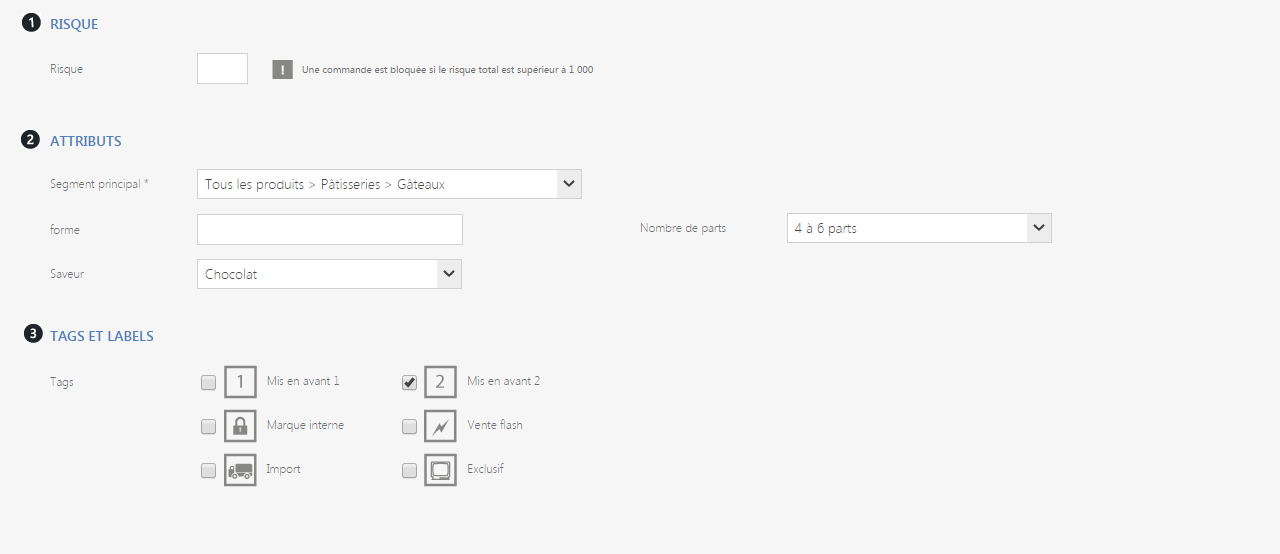 1 RISQUE
Risque ! Une commande est bloquée si le risque total est supérieur à 1 000
2 ATTRIBUTS
Segment principal * Tous les produits > Pâtisseries > Gâteaux
forme Nombre de parts 4 à 6 parts
Saveur Chocolat
3 TAGS ET LABELS
Tags 1 Mis en avant 1 2 Mis en avant 2
1 Marque interne Vente flash
Import Exclusif